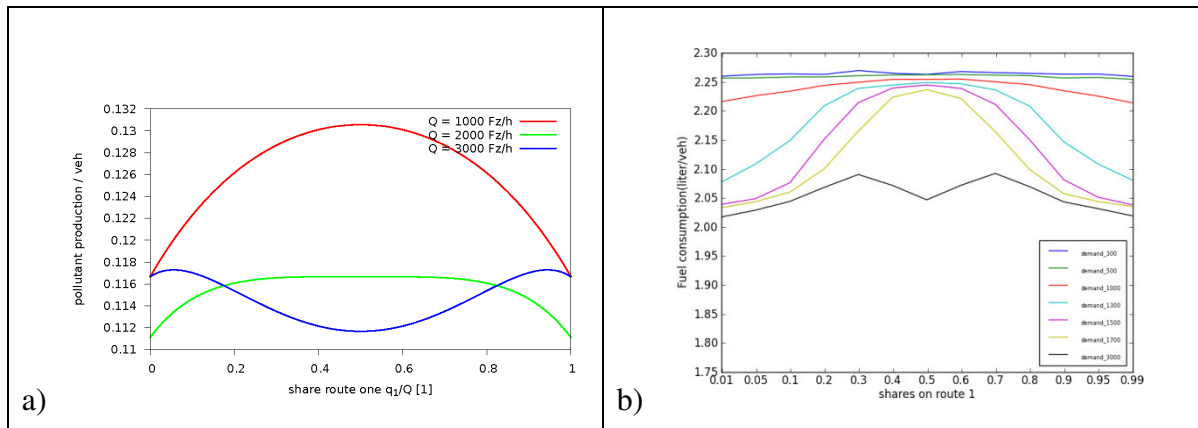 0.132
0.13
0.128
0.126
0.124
0.122
0.12
0.118
0.116
0.114
0.112
0.11
pollutant production / veh
Q = 1000 Fz/h
Q = 2000 Fz/h
Q = 3000 Fz/h
0 0.2 0.4 0.6 0.8 1
share route one q1/Q [1]
a)
2.30
2.25
2.20
2.15
2.10
2.05
2.00
1.95
1.90
1.85
1.80
1.75
Fuel consumption(liter/veh)
demand_300
demand_500
demand_1000
demand_1300
demand_1500
demand_1700
demand_3000
0.01 0.05 0.1 0.2 0.3 0.4 0.5 0.6 0.7 0.8 0.9 0.95 0.99
shares on route 1
b)